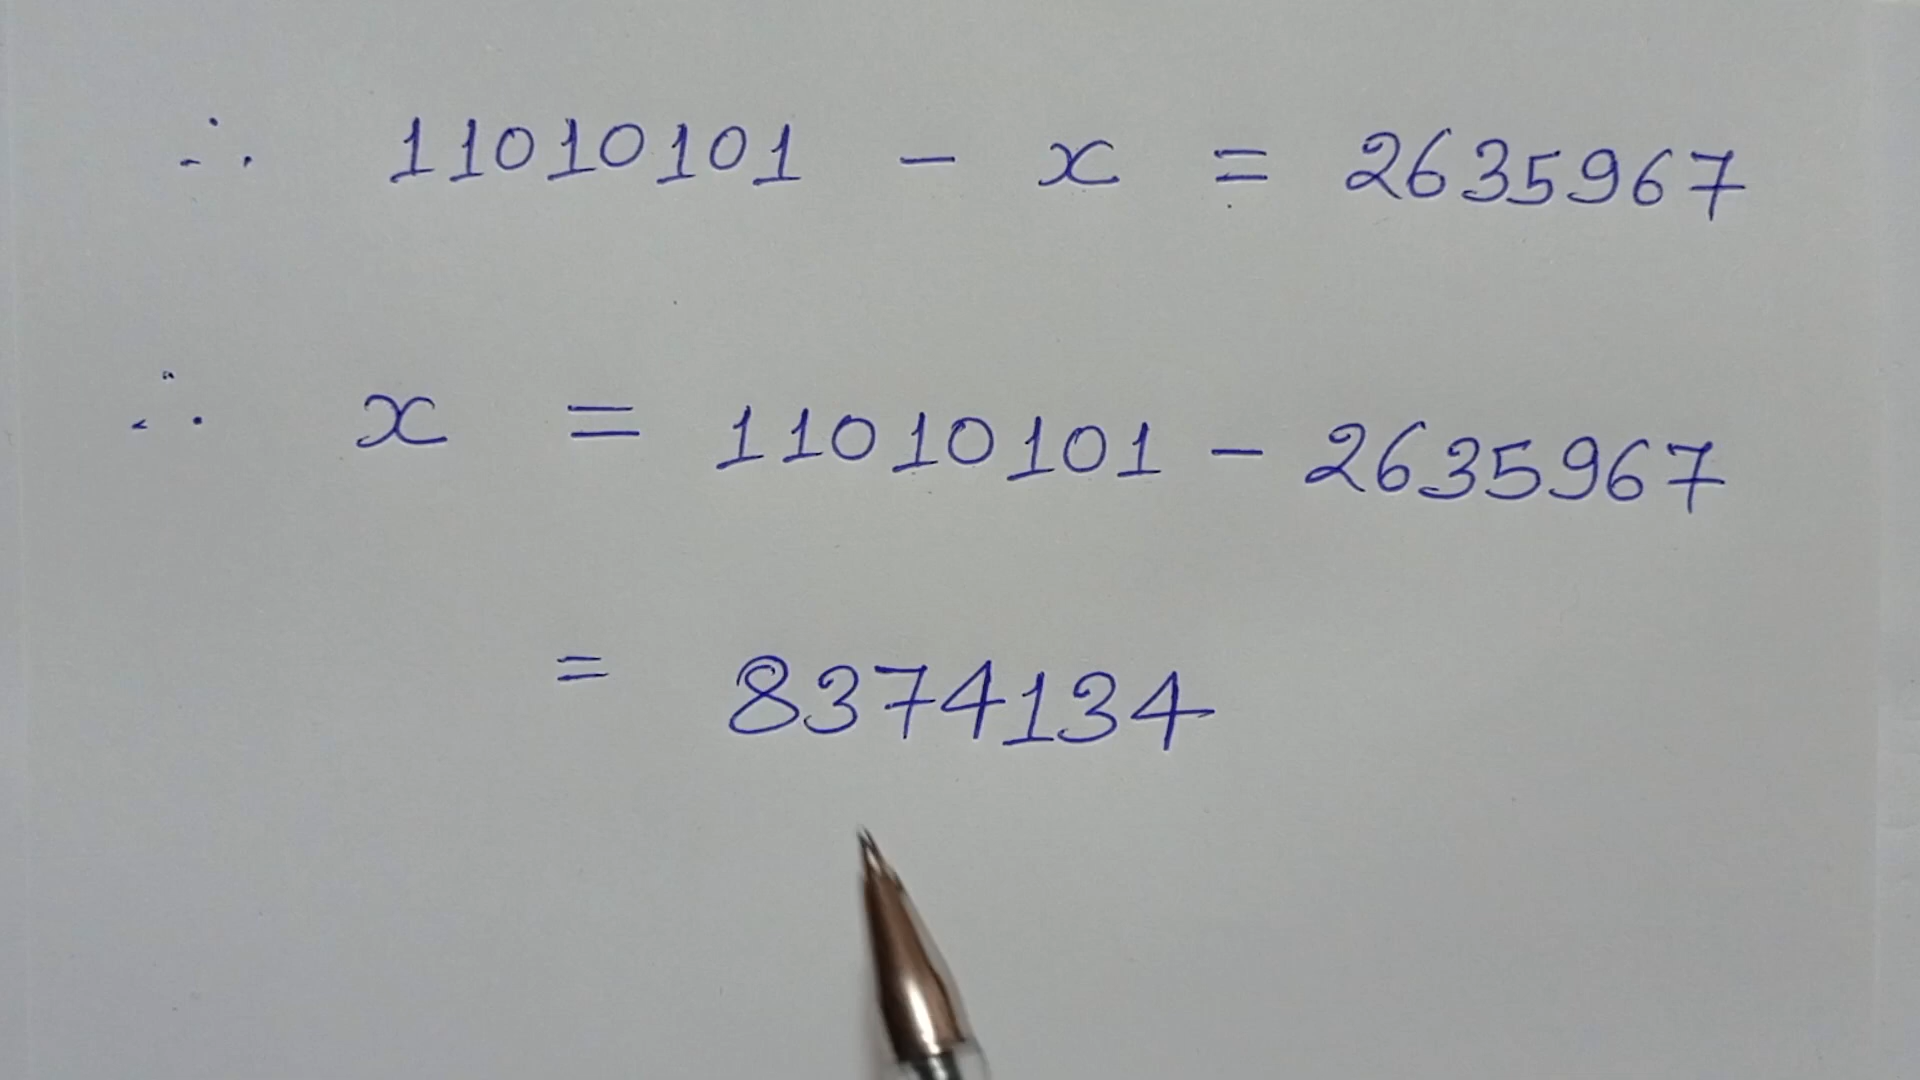 ∴ 11010101 - x = 2635967
∴ x = 11010101 - 2635967
= 8374134